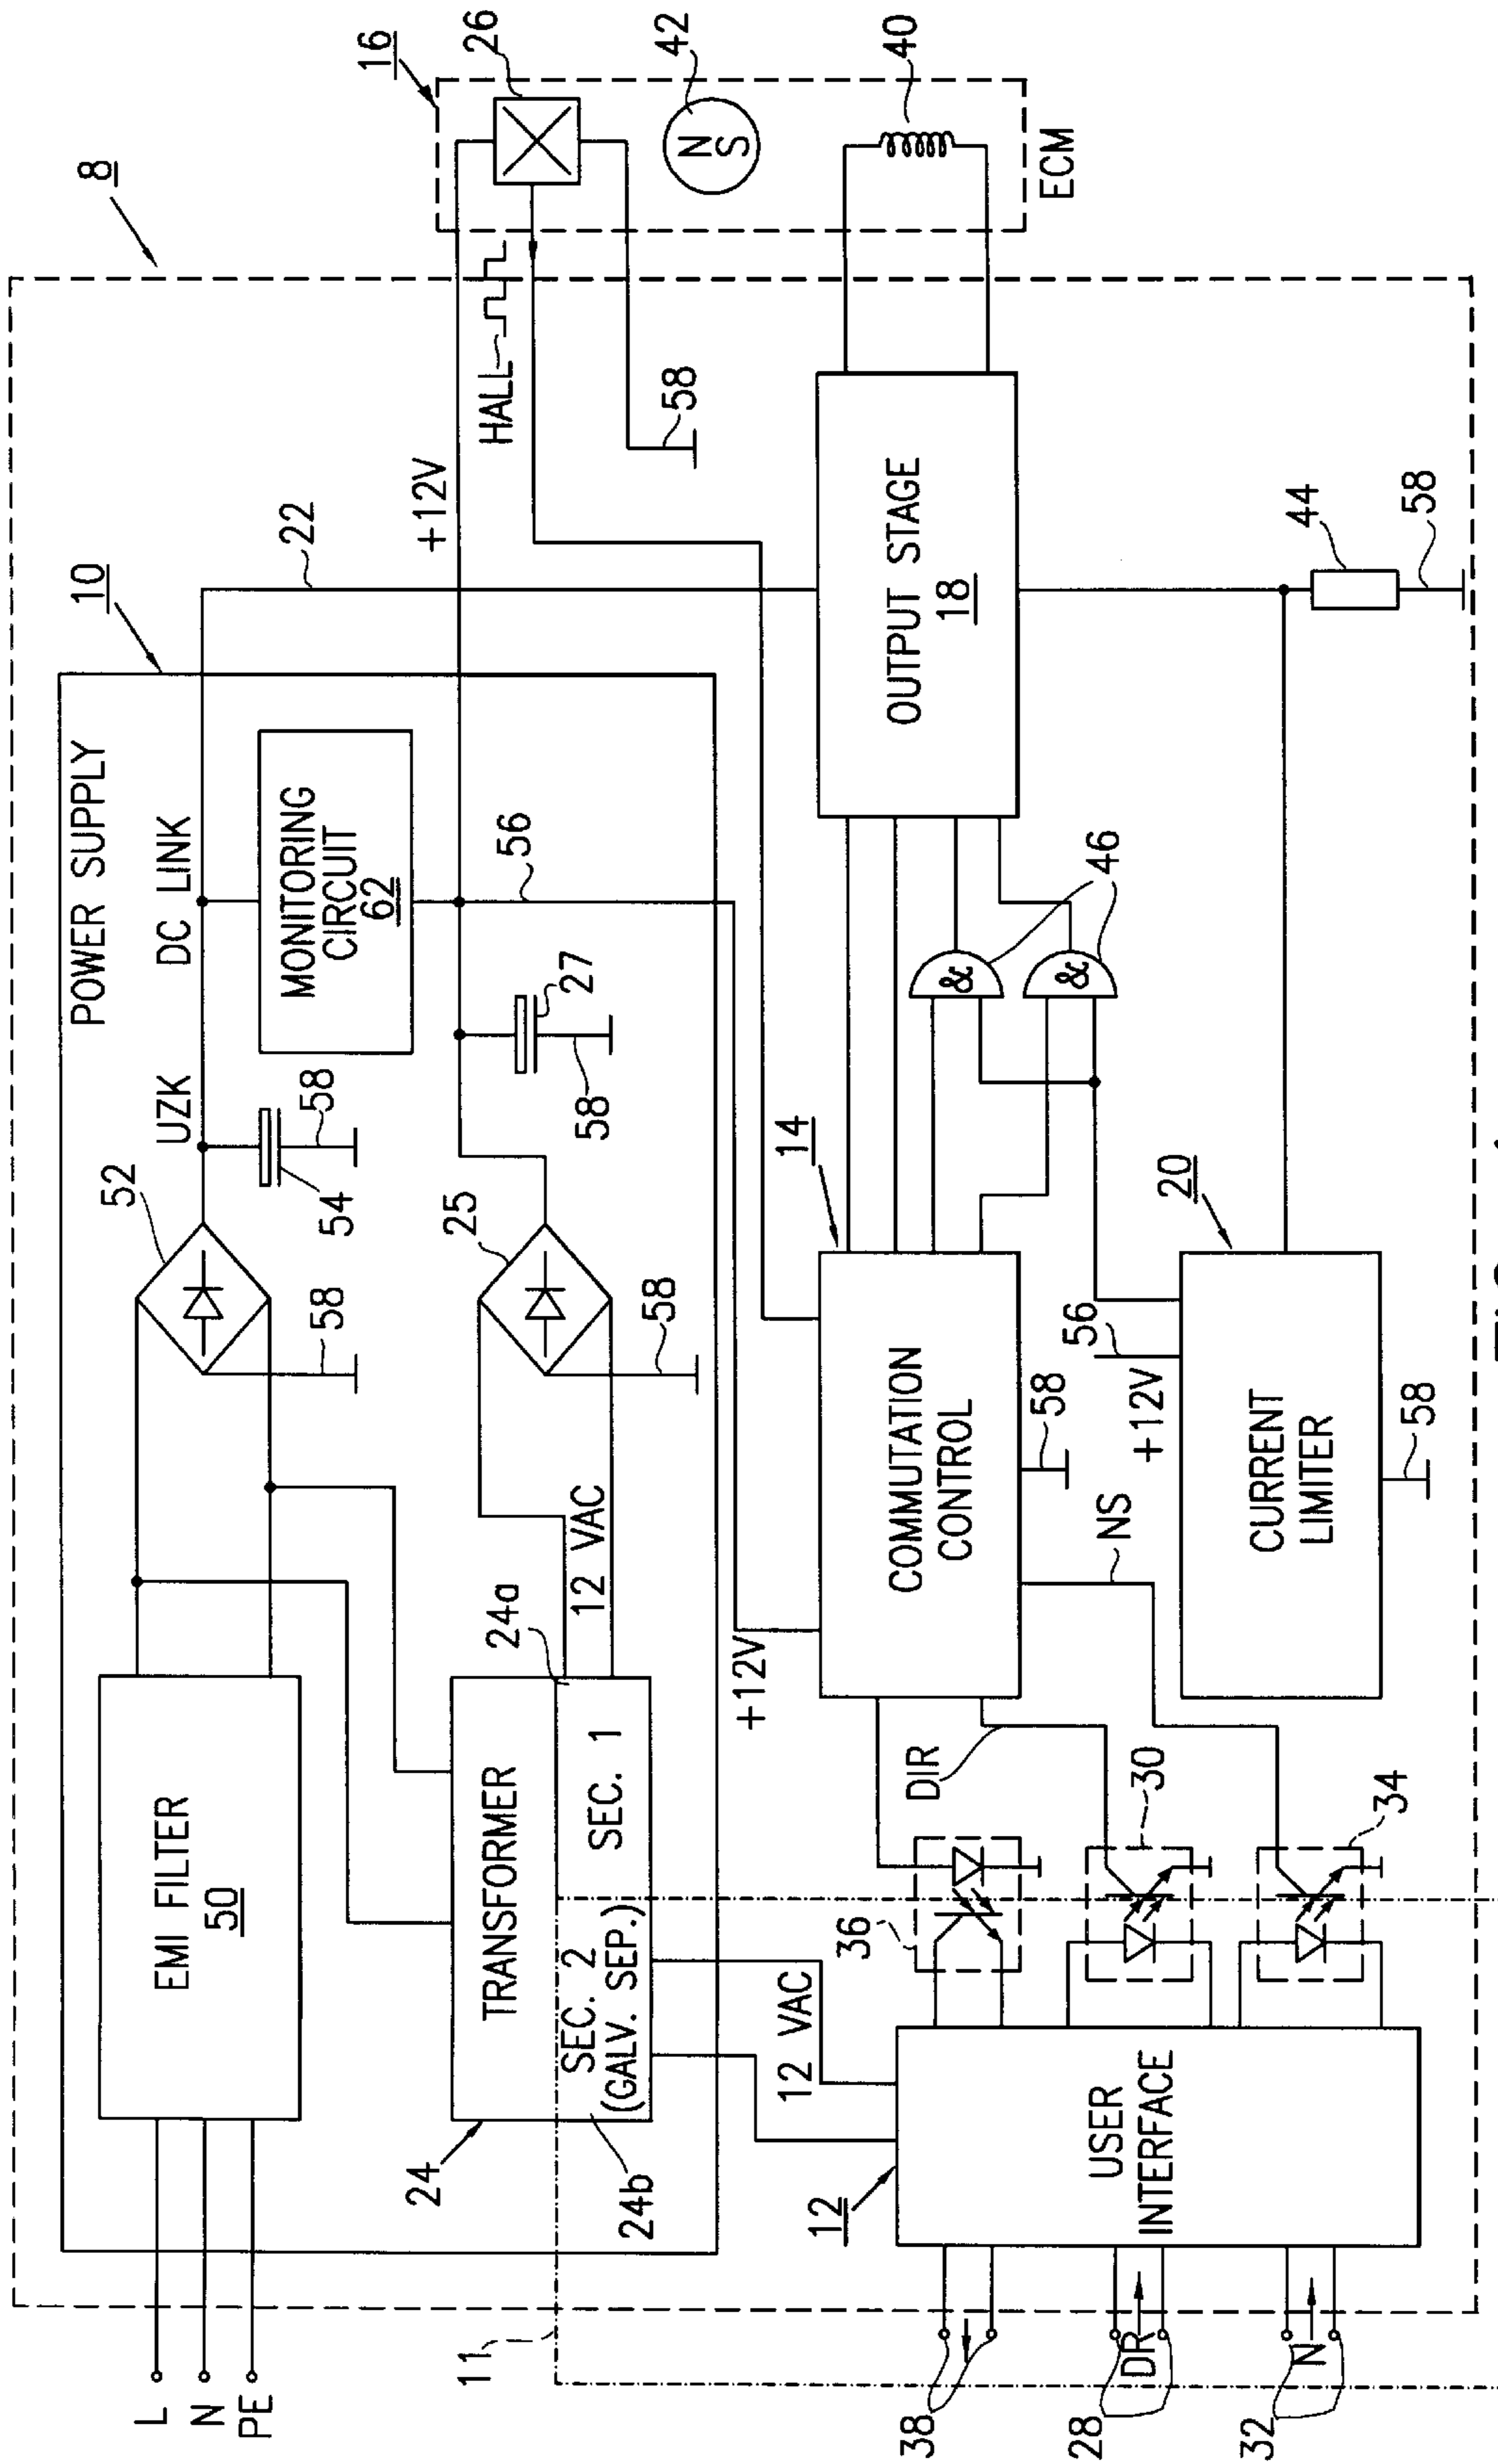 8
16
26
10
POWER SUPPLY
22
+12V
HALL
42
N
S
40
ECM
L
N
PE
EMI FILTER
50
52
58
UZK
54
58
DC LINK
MONITORING
CIRCUIT
62
56
27
58
25
58
24
TRANSFORMER
24a
12 VAC
SEC. 1
SEC. 2
(GALV. SEP.)
24b
11
58
+12V
12 VAC
14
COMMUTATION
CONTROL
58
DIR
NS
&
&
46
OUTPUT STAGE
18
44
58
20
56
+12V
CURRENT
LIMITER
58
36
30
34
12
USER
INTERFACE
38
28
DR
32
N